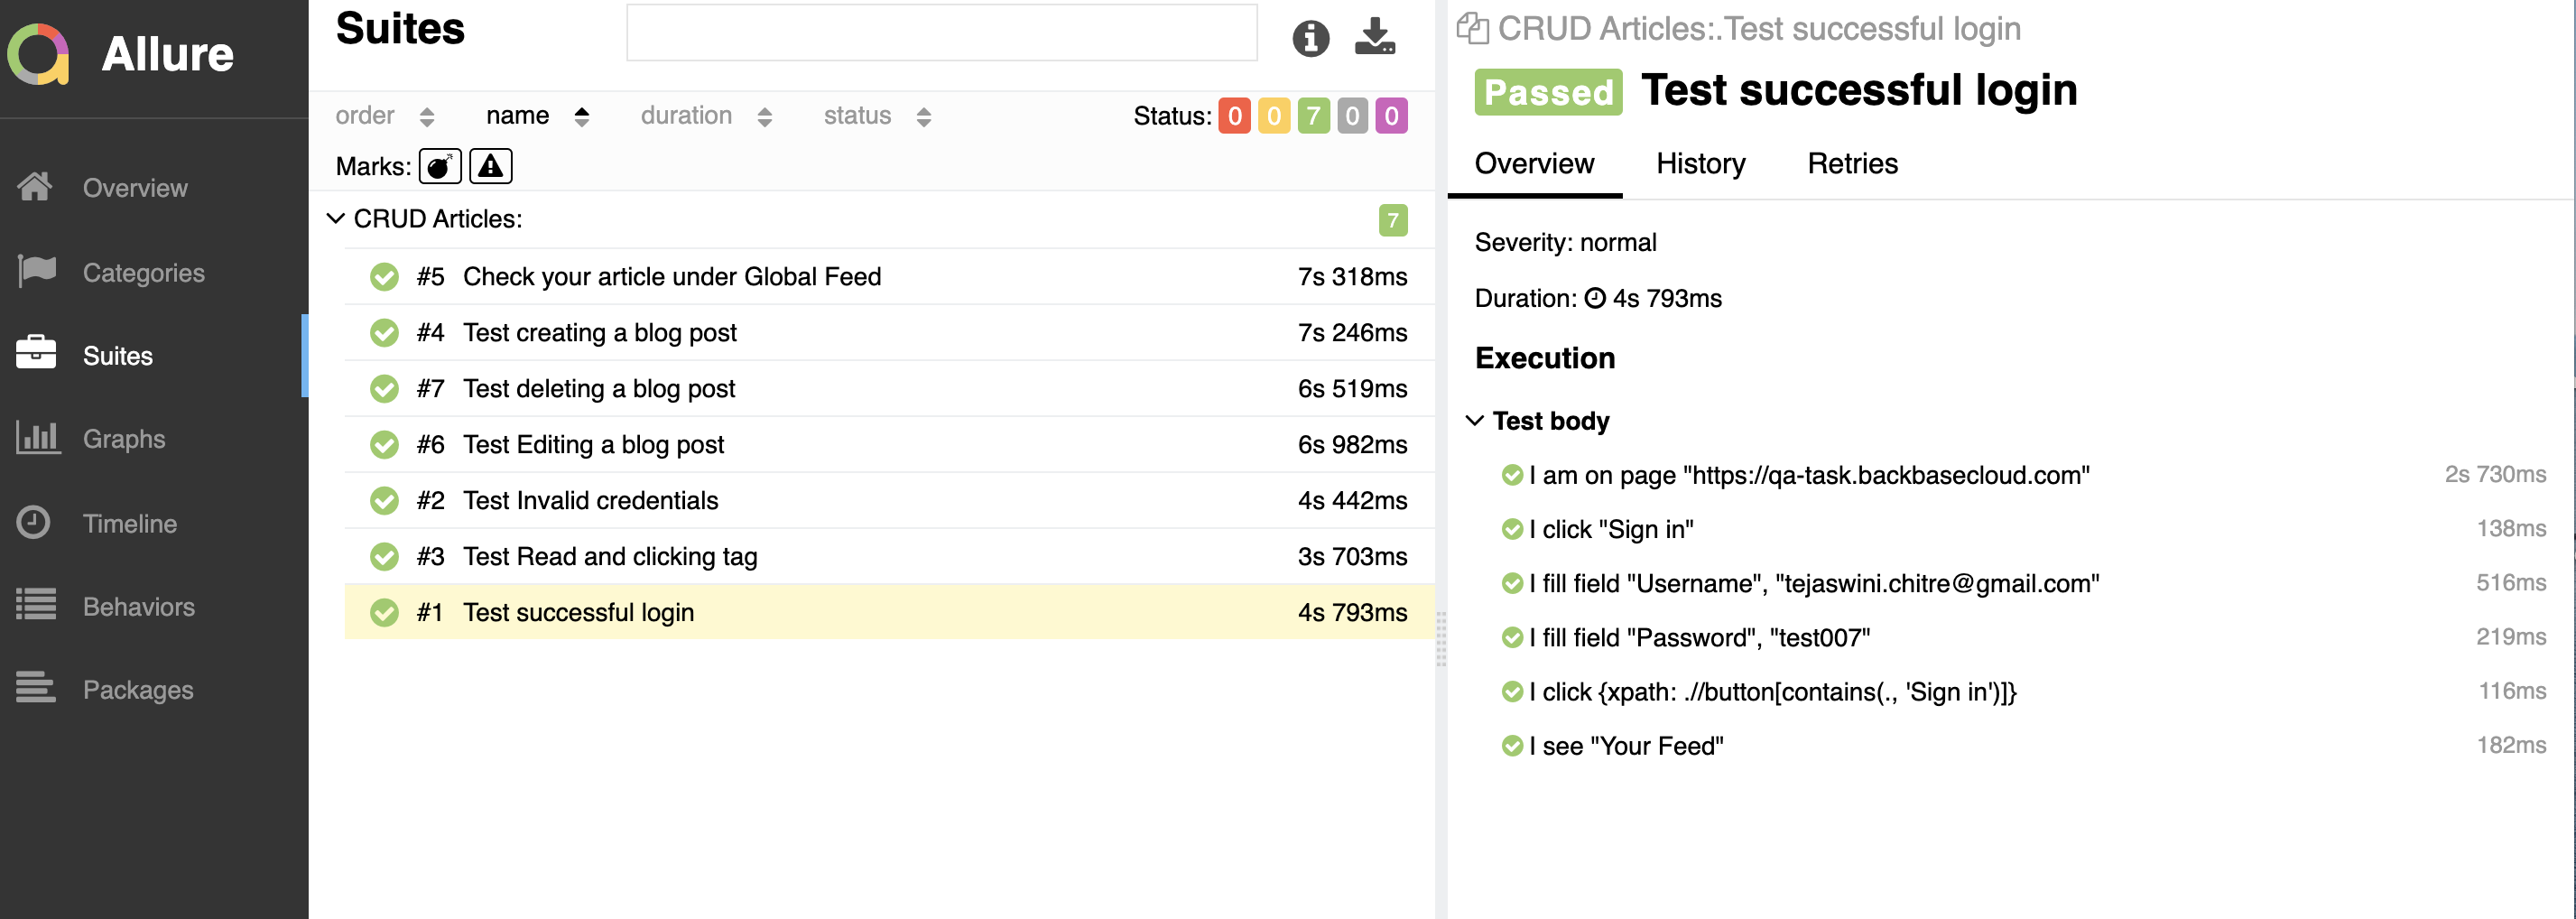 Allure
Overview
Categories
Suites
Graphs
Timeline
Behaviors
Packages
Suites
order name duration status Status: 0 0 7 0 0
Marks:
CRUD Articles: 7
#5 Check your article under Global Feed 7s 318ms
#4 Test creating a blog post 7s 246ms
#7 Test deleting a blog post 6s 519ms
#6 Test Editing a blog post 6s 982ms
#2 Test Invalid credentials 4s 442ms
#3 Test Read and clicking tag 3s 703ms
#1 Test successful login 4s 793ms
CRUD Articles:.Test successful login
Passed Test successful login
Overview History Retries
Severity: normal
Duration: 4s 793ms
Execution
Test body
I am on page "https://qa-task.backbasecloud.com" 2s 730ms
I click "Sign in" 138ms
I fill field "Username", "tejaswini.chitre@gmail.com" 516ms
I fill field "Password", "test007" 219ms
I click {xpath: .//button[contains(., 'Sign in')]} 116ms
I see "Your Feed" 182ms